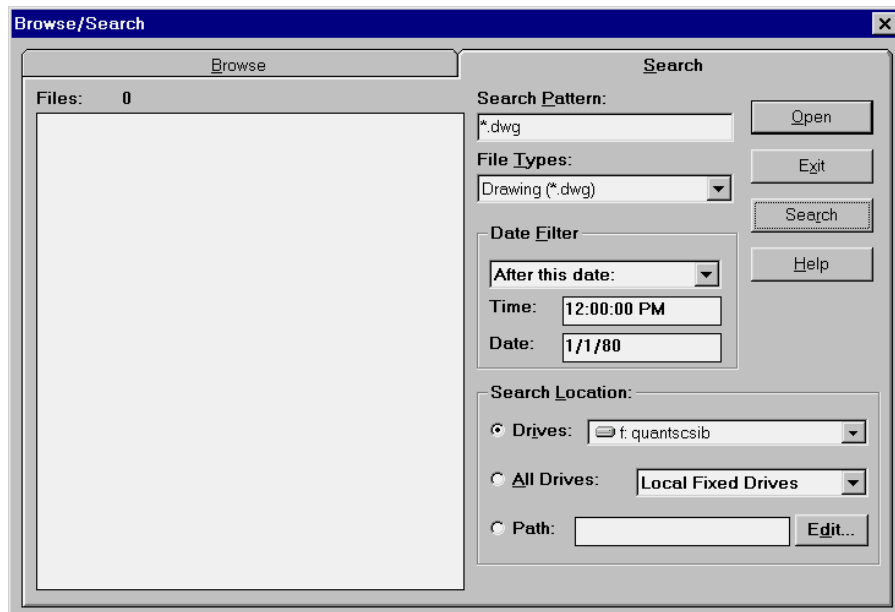 Browse/Search
Browse
Search
Files: 0
Search Pattern:
*.dwg
Open
File Types:
Drawing (*.dwg)
Exit
Search
Date Filter
After this date:
Help
Time: 12:00:00 PM
Date: 1/1/80
Search Location:
Drives: f: quantscsib
All Drives: Local Fixed Drives
Path: Edit...